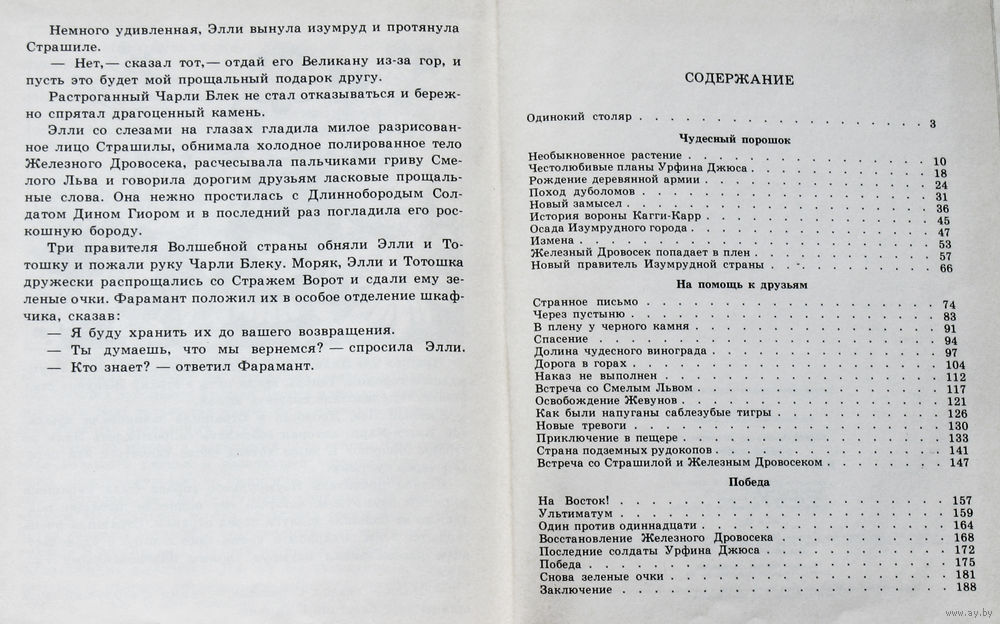 Немного удивленная, Элли вынула изумруд и протянула
Страшиле.
— Нет,— сказал тот,— отдай его Великану из-за гор, и
пусть это будет мой прощальный подарок другу.
Растроганный Чарли Блек не стал отказываться и береж-
но спрятал драгоценный камень.
Элли со слезами на глазах гладила милое разрисован-
ное лицо Страшилы, обнимала холодное полированное тело
Железного Дровосека, расчесывала пальчиками гриву Сме-
лого Льва и говорила дорогим друзьям ласковые прощаль-
ные слова. Она нежно простилась с Длиннобородым Сол-
датом Дином Гиором и в последний раз погладила его рос-
кошную бороду.
Три правителя Волшебной страны обняли Элли и То-
тошку и пожали руку Чарли Блеку. Моряк, Элли и Тотошка
дружески распрощались со Стражем Ворот и сдали ему зе-
леные очки. Фарамант положил их в особое отделение шкаф-
чика, сказав:
— Я буду хранить их до вашего возвращения.
— Ты думаешь, что мы вернемся? — спросила Элли.
— Кто знает? — ответил Фарамант.
СОДЕРЖАНИЕ
Одинокий столяр . . . . . . . . . . . . . . . . 3
Чудесный порошок
Необыкновенное растение . . . . . . . . . . . . . 10
Честолюбивые планы Урфина Джюса . . . . . . . . . . 18
Рождение деревянной армии . . . . . . . . . . . . 24
Поход дуболомов . . . . . . . . . . . . . . . . 31
Новый замысел . . . . . . . . . . . . . . . . . 36
История вороны Кагги-Карр . . . . . . . . . . . . 45
Осада Изумрудного города . . . . . . . . . . . . . 47
Измена . . . . . . . . . . . . . . . . . . . 53
Железный Дровосек попадает в плен . . . . . . . . . 57
Новый правитель Изумрудной страны . . . . . . . . . 66
На помощь к друзьям
Странное письмо . . . . . . . . . . . . . . . . 74
Через пустыню . . . . . . . . . . . . . . . . . 83
В плену у черного камня . . . . . . . . . . . . . 91
Спасение . . . . . . . . . . . . . . . . . . . 94
Долина чудесного винограда . . . . . . . . . . . . 97
Дорога в горах . . . . . . . . . . . . . . . . 104
Наказ не выполнен . . . . . . . . . . . . . . . 112
Встреча со Смелым Львом . . . . . . . . . . . . . 117
Освобождение Жевунов . . . . . . . . . . . . . . 121
Как были напуганы саблезубые тигры . . . . . . . . . 126
Новые тревоги . . . . . . . . . . . . . . . . . 130
Приключение в пещере . . . . . . . . . . . . . . 133
Страна подземных рудокопов . . . . . . . . . . . . 141
Встреча со Страшилой и Железным Дровосеком . . . . . . 147
Победа
На Восток! . . . . . . . . . . . . . . . . . . 157
Ультиматум . . . . . . . . . . . . . . . . . . 159
Один против одиннадцати . . . . . . . . . . . . . 164
Восстановление Железного Дровосека . . . . . . . . . 168
Последние солдаты Урфина Джюса . . . . . . . . . . 172
Победа . . . . . . . . . . . . . . . . . . . 175
Снова зеленые очки . . . . . . . . . . . . . . . 181
Заключение . . . . . . . . . . . . . . . . . . 188
www.ay.by